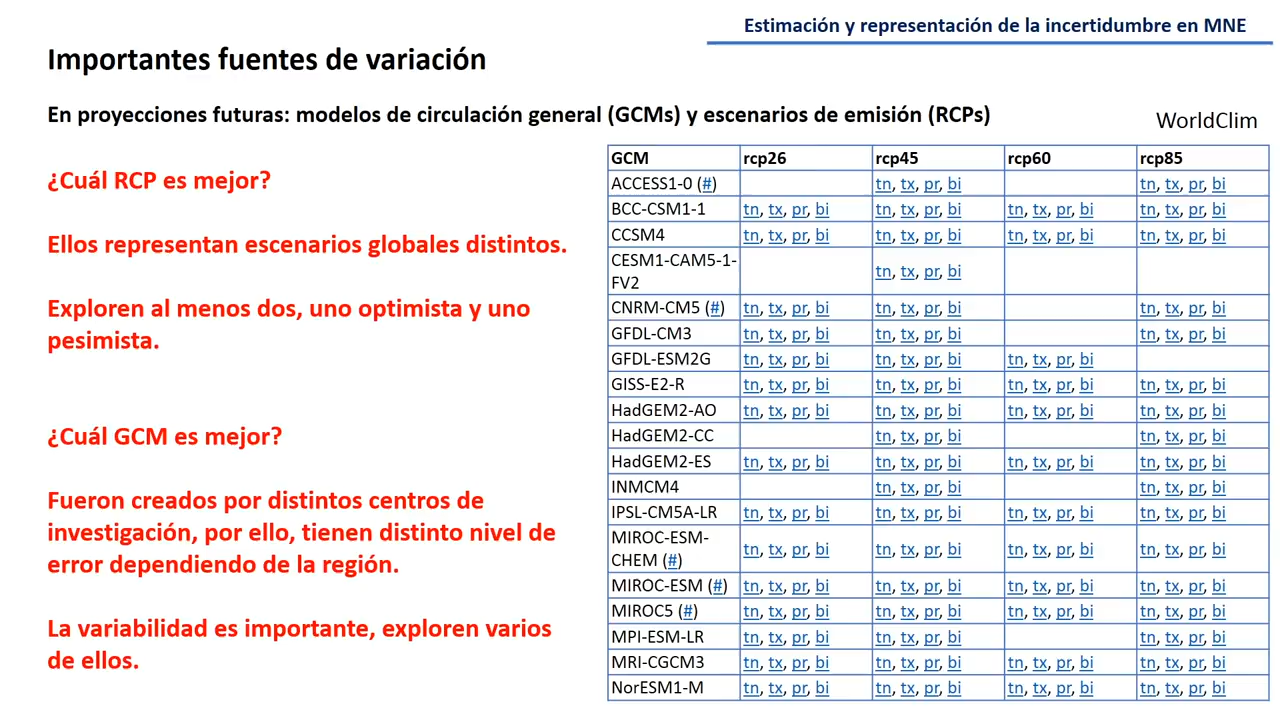 Estimación y representación de la incertidumbre en MNE
Importantes fuentes de variación
En proyecciones futuras: modelos de circulación general (GCMs) y escenarios de emisión (RCPs)
WorldClim
¿Cuál RCP es mejor?
Ellos representan escenarios globales distintos.
Exploren al menos dos, uno optimista y uno
pesimista.
¿Cuál GCM es mejor?
Fueron creados por distintos centros de
investigación, por ello, tienen distinto nivel de
error dependiendo de la región.
La variabilidad es importante, exploren varios
de ellos.
GCM rcp26 rcp45 rcp60 rcp85
ACCESS1-0 (#) tn, tx, pr, bi tn, tx, pr, bi
BCC-CSM1-1 tn, tx, pr, bi tn, tx, pr, bi tn, tx, pr, bi tn, tx, pr, bi
CCSM4 tn, tx, pr, bi tn, tx, pr, bi tn, tx, pr, bi tn, tx, pr, bi
CESM1-CAM5-1-
FV2 tn, tx, pr, bi
CNRM-CM5 (#) tn, tx, pr, bi tn, tx, pr, bi tn, tx, pr, bi
GFDL-CM3 tn, tx, pr, bi tn, tx, pr, bi tn, tx, pr, bi
GFDL-ESM2G tn, tx, pr, bi tn, tx, pr, bi tn, tx, pr, bi
GISS-E2-R tn, tx, pr, bi tn, tx, pr, bi tn, tx, pr, bi tn, tx, pr, bi
HadGEM2-AO tn, tx, pr, bi tn, tx, pr, bi tn, tx, pr, bi tn, tx, pr, bi
HadGEM2-CC tn, tx, pr, bi tn, tx, pr, bi
HadGEM2-ES tn, tx, pr, bi tn, tx, pr, bi tn, tx, pr, bi tn, tx, pr, bi
INMCM4 tn, tx, pr, bi tn, tx, pr, bi
IPSL-CM5A-LR tn, tx, pr, bi tn, tx, pr, bi tn, tx, pr, bi tn, tx, pr, bi
MIROC-ESM-
CHEM (#) tn, tx, pr, bi tn, tx, pr, bi tn, tx, pr, bi tn, tx, pr, bi
MIROC-ESM (#) tn, tx, pr, bi tn, tx, pr, bi tn, tx, pr, bi tn, tx, pr, bi
MIROC5 (#) tn, tx, pr, bi tn, tx, pr, bi tn, tx, pr, bi tn, tx, pr, bi
MPI-ESM-LR tn, tx, pr, bi tn, tx, pr, bi tn, tx, pr, bi
MRI-CGCM3 tn, tx, pr, bi tn, tx, pr, bi tn, tx, pr, bi tn, tx, pr, bi
NorESM1-M tn, tx, pr, bi tn, tx, pr, bi tn, tx, pr, bi tn, tx, pr, bi